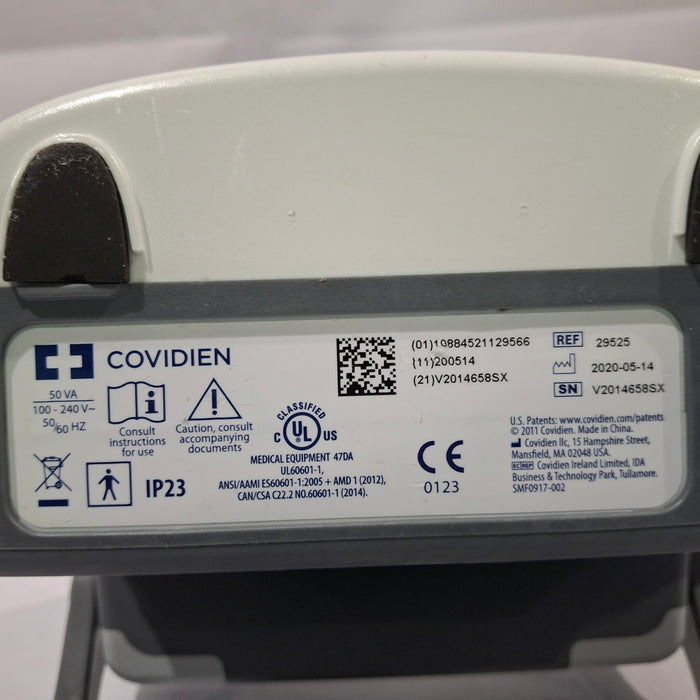 COVIDIEN
50 VA
100 - 240 V~
50/60 HZ
Consult
instructions
for use
Caution, consult
accompanying
documents
IP23
CLASSIFIED
C UL US
MEDICAL EQUIPMENT 47DA
UL60601-1,
ANSI/AAMI ES60601-1:2005 + AMD 1 (2012),
CAN/CSA C22.2 NO.60601-1 (2014).
(01)10884521129566
(11)200514
(21)V2014658SX
CE
0123
REF 29525
2020-05-14
SN V2014658SX
U.S. Patents: www.covidien.com/patents
© 2011 Covidien. Made in China.
Covidien llc, 15 Hampshire Street,
Mansfield, MA 02048 USA.
EC REP Covidien Ireland Limited, IDA
Business & Technology Park, Tullamore.
SMF0917-002